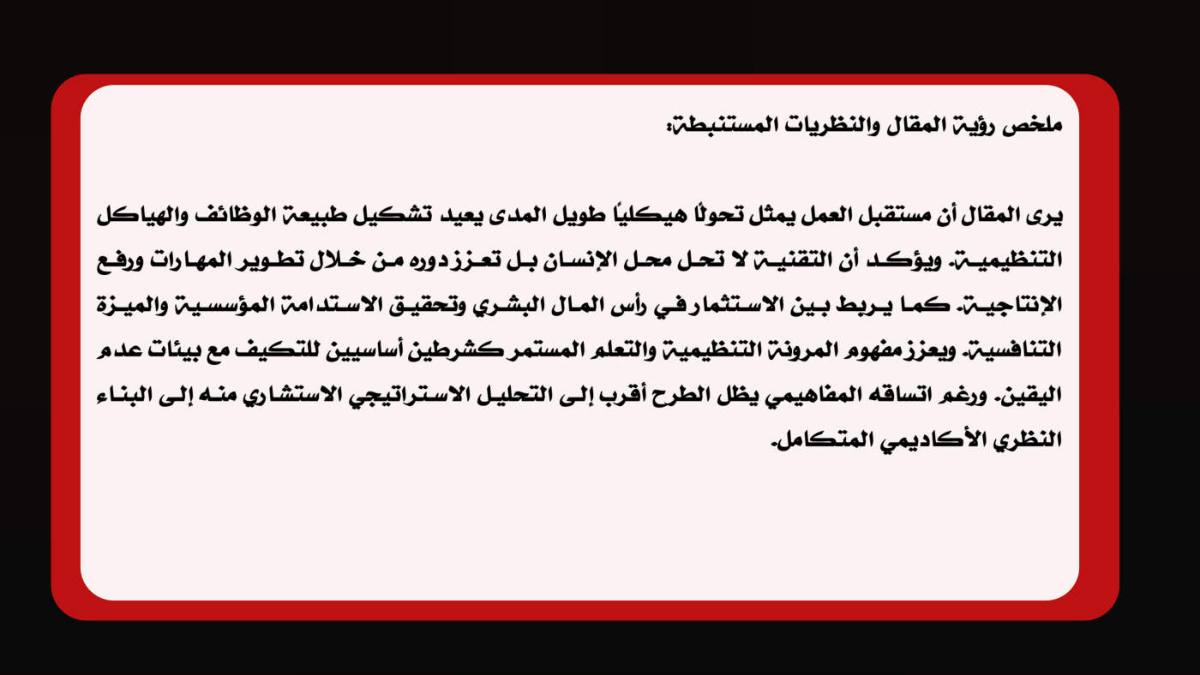 ملخص رؤية المقال والنظريات المستنبطة:
يرى المقال أن مستقبل العمل يمثل تحولًا هيكليًا طويل المدى يعيد تشكيل طبيعة الوظائف والهياكل
التنظيمية. ويؤكد أن التقنية لا تحل محل الإنسان بل تعزز دوره من خلال تطوير المهارات ورفع
الإنتاجية. كما يربط بين الاستثمار في رأس المال البشري وتحقيق الاستدامة المؤسسية والميزة
التنافسية. ويعزز مفهوم المرونة التنظيمية والتعلم المستمر كشرطين أساسيين للتكيف مع بيئات عدم
اليقين. ورغم اتساقه المفاهيمي يظل الطرح أقرب إلى التحليل الاستراتيجي الاستشاري منه إلى البناء
النظري الأكاديمي المتكامل.